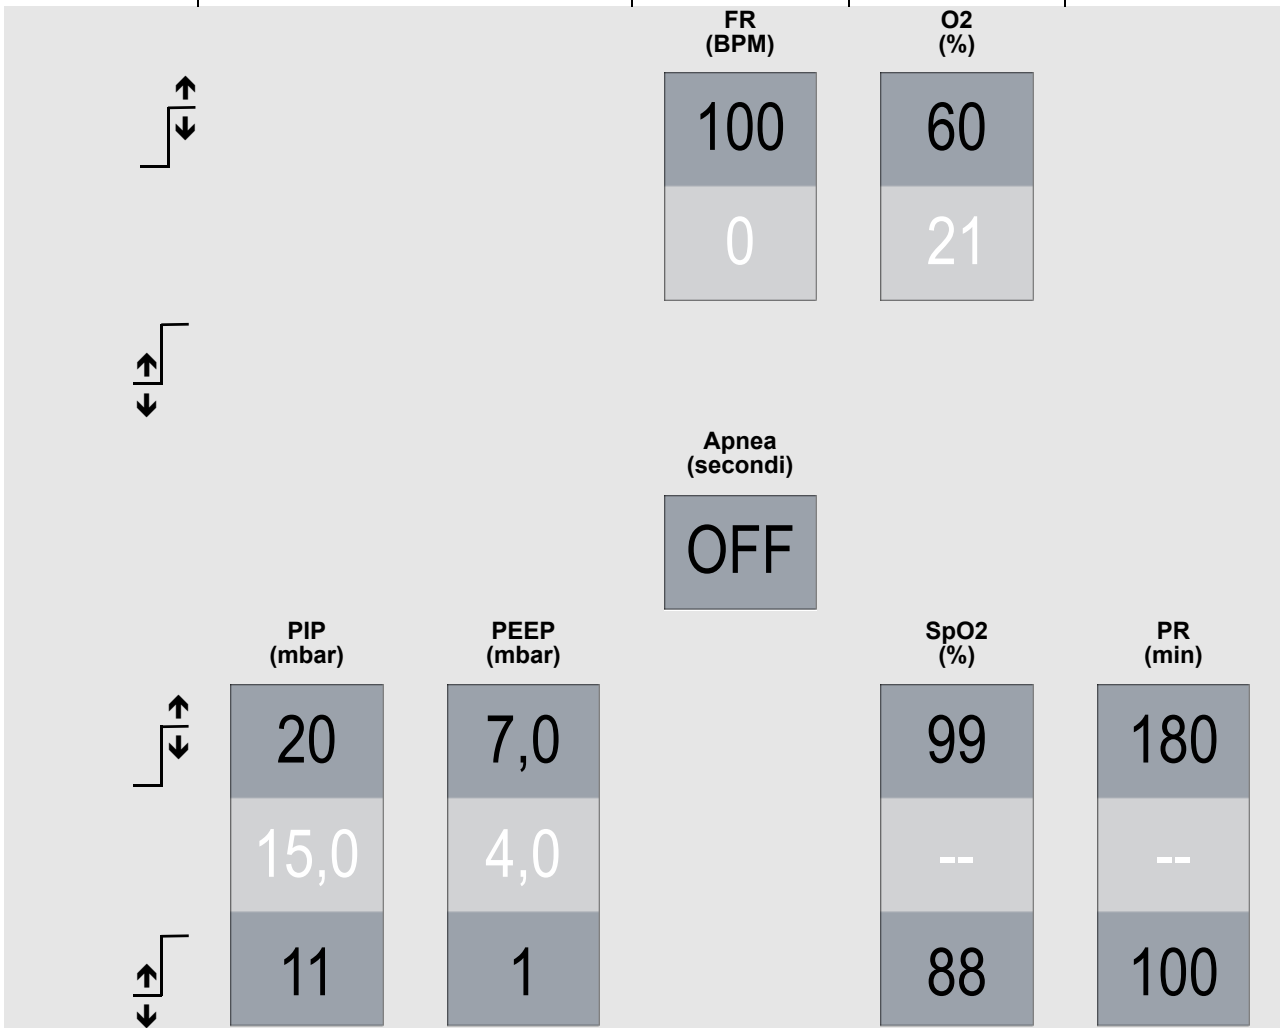 FR O2
(BPM) (%)
100 60
0 21
Apnea
(secondi)
OFF
PIP PEEP SpO2 PR
(mbar) (mbar) (%) (min)
20 7,0 99 180
15,0 4,0 -- --
11 1 88 100